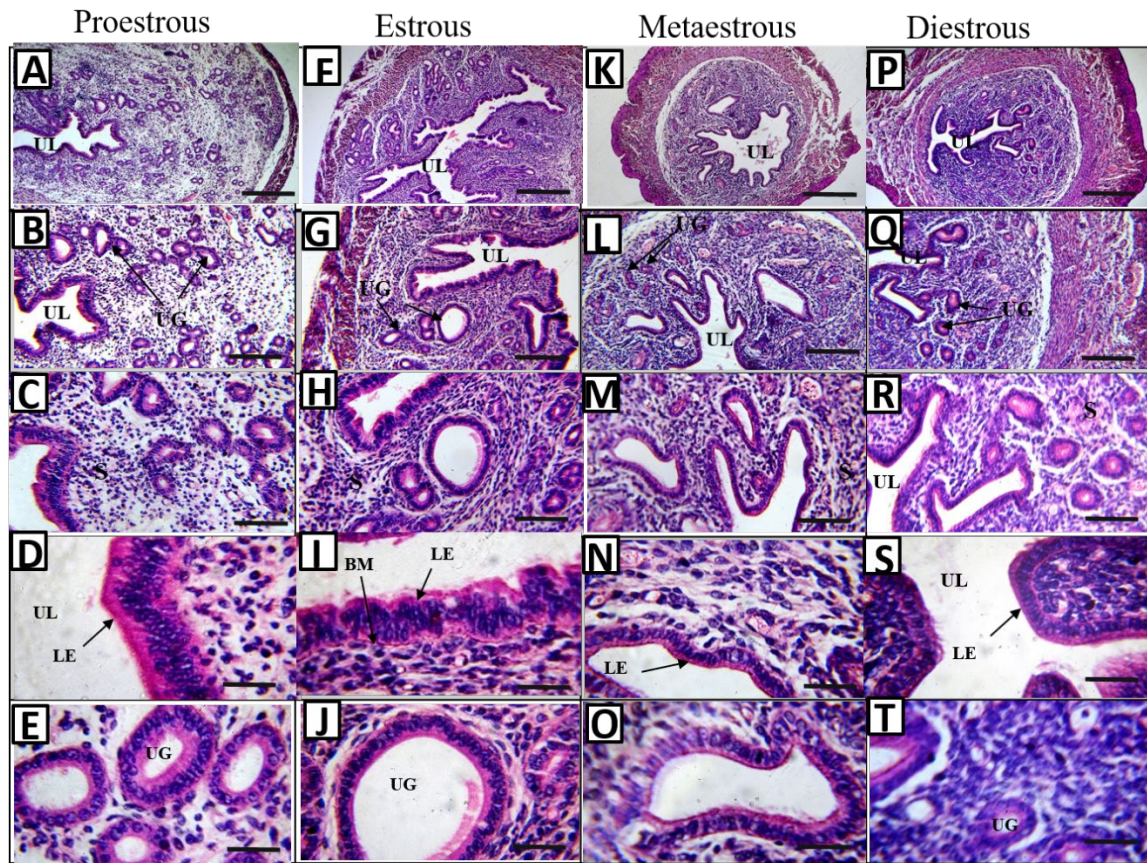 Proestrous Estrous Metaestrous Diestrous
A F K P
UL UL UL UL
B G L Q
UG UL UG UL
UL UG UG UG
UL
C H M R
S S S S
UL
D I N S
BM LE
UL UL
LE LE LE
E J O T
UG UG UG